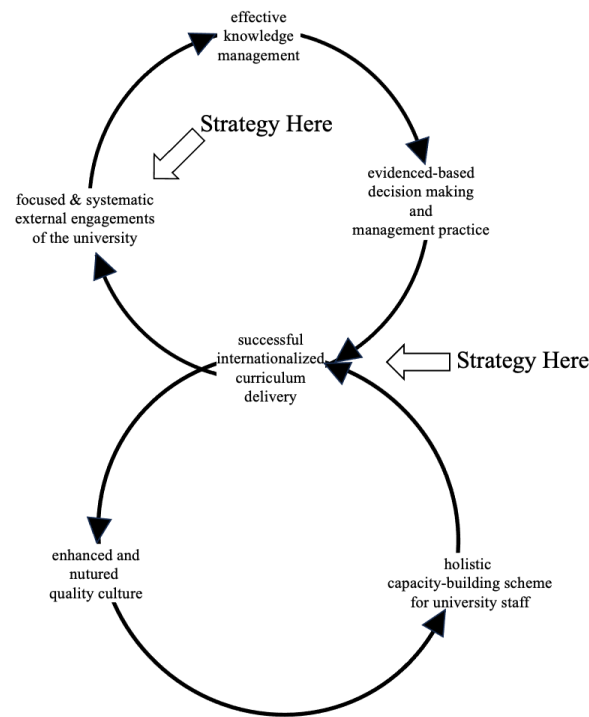 effective
knowledge
management
Strategy Here
evidenced-based
decision making
and
management practice
focused & systematic
external engagements
of the university
successful
internationalized
curriculum
delivery
Strategy Here
enhanced and
nutured
quality culture
holistic
capacity-building scheme
for university staff